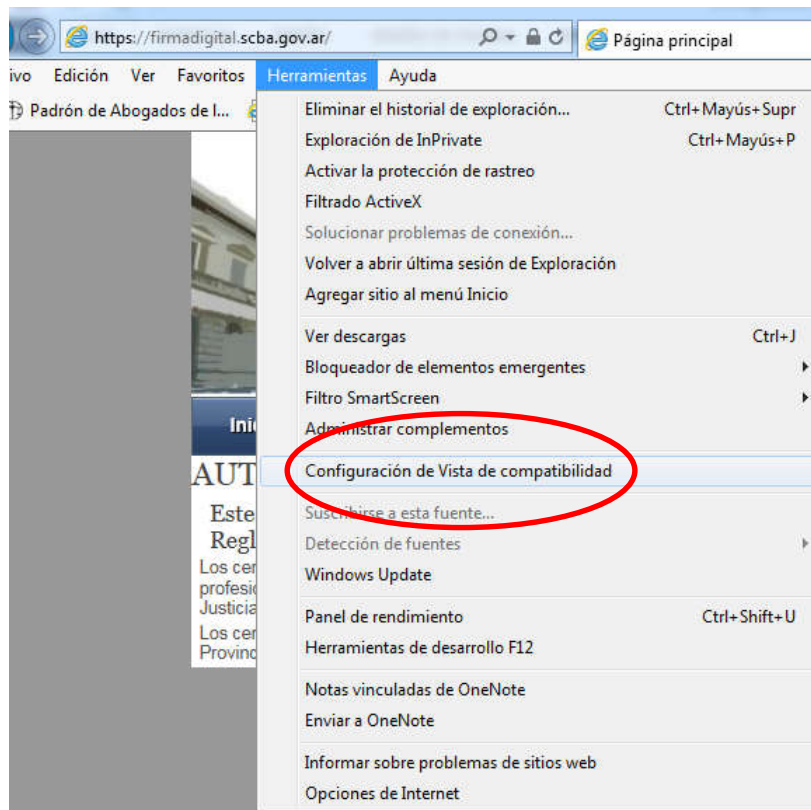 https://firmadigital.scba.gov.ar/
Página principal
ivo Edición Ver Favoritos Herramientas Ayuda
Padrón de Abogados de l...
Eliminar el historial de exploración... Ctrl+Mayús+Supr
Exploración de InPrivate Ctrl+Mayús+P
Activar la protección de rastreo
Filtrado ActiveX
Solucionar problemas de conexión...
Volver a abrir última sesión de Exploración
Agregar sitio al menú Inicio
Ver descargas Ctrl+J
Bloqueador de elementos emergentes
Filtro SmartScreen
Administrar complementos
Configuración de Vista de compatibilidad
Suscribirse a esta fuente...
Detección de fuentes
Windows Update
Panel de rendimiento Ctrl+Shift+U
Herramientas de desarrollo F12
Notas vinculadas de OneNote
Enviar a OneNote
Informar sobre problemas de sitios web
Opciones de Internet
Ini
AUT
Este
Regl
Los cer
profesio
Justicia
Los cer
Provinc